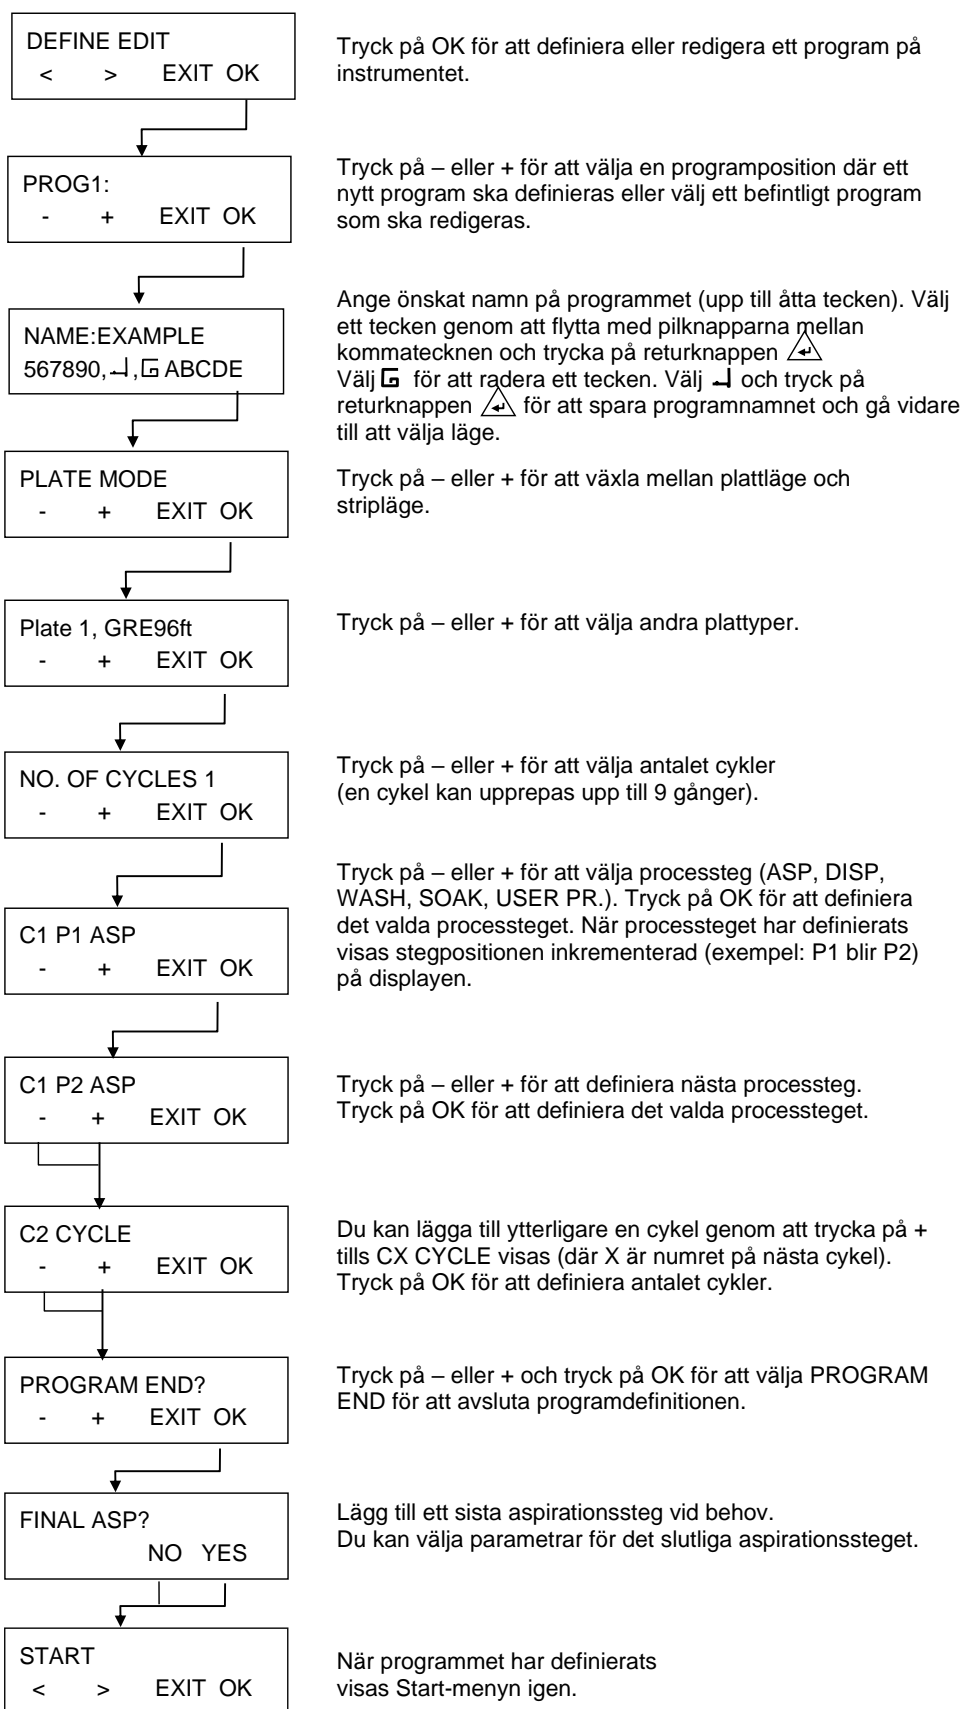 DEFINE EDIT
< > EXIT OK
Tryck på OK för att definiera eller redigera ett program på
instrumentet.
PROG1:
- + EXIT OK
Tryck på – eller + för att välja en programposition där ett
nytt program ska definieras eller välj ett befintligt program
som ska redigeras.
NAME:EXAMPLE
567890,⏎,G ABCDE
Ange önskat namn på programmet (upp till åtta tecken). Välj
ett tecken genom att flytta med pilknapparna mellan
kommatecknen och trycka på returknappen
Välj G för att radera ett tecken. Välj ⏎ och tryck på
returknappen för att spara programnamnet och gå vidare
till att välja läge.
PLATE MODE
- + EXIT OK
Tryck på – eller + för att växla mellan plattläge och
stripläge.
Plate 1, GRE96ft
- + EXIT OK
Tryck på – eller + för att välja andra plattyper.
NO. OF CYCLES 1
- + EXIT OK
Tryck på – eller + för att välja antalet cykler
(en cykel kan upprepas upp till 9 gånger).
C1 P1 ASP
- + EXIT OK
Tryck på – eller + för att välja processteg (ASP, DISP,
WASH, SOAK, USER PR.). Tryck på OK för att definiera
det valda processteget. När processteget har definierats
visas stegpositionen inkrementerad (exempel: P1 blir P2)
på displayen.
C1 P2 ASP
- + EXIT OK
Tryck på – eller + för att definiera nästa processteg.
Tryck på OK för att definiera det valda processteget.
C2 CYCLE
- + EXIT OK
Du kan lägga till ytterligare en cykel genom att trycka på +
tills CX CYCLE visas (där X är numret på nästa cykel).
Tryck på OK för att definiera antalet cykler.
PROGRAM END?
- + EXIT OK
Tryck på – eller + och tryck på OK för att välja PROGRAM
END för att avsluta programdefinitionen.
FINAL ASP?
NO YES
Lägg till ett sista aspirationssteg vid behov.
Du kan välja parametrar för det slutliga aspirationssteget.
START
< > EXIT OK
När programmet har definierats
visas Start-menyn igen.